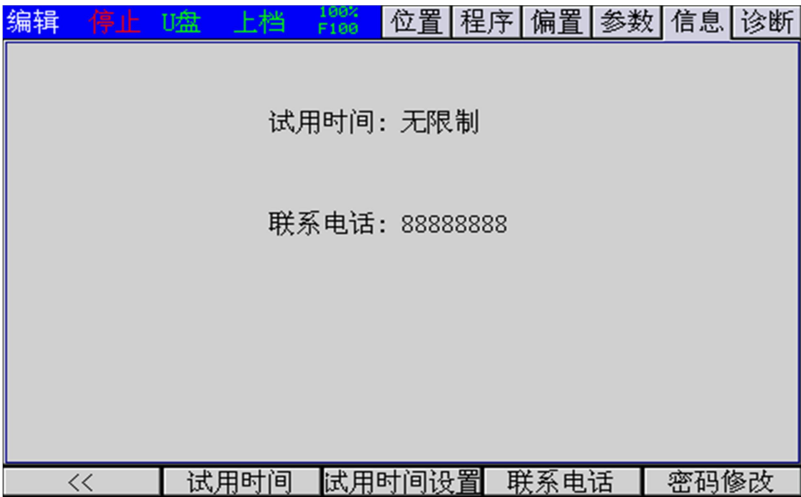 编辑 停止 U盘 上档 100% F100 位置 程序 偏置 参数 信息 诊断
试用时间: 无限制
联系电话: 88888888
<< 试用时间 试用时间设置 联系电话 密码修改